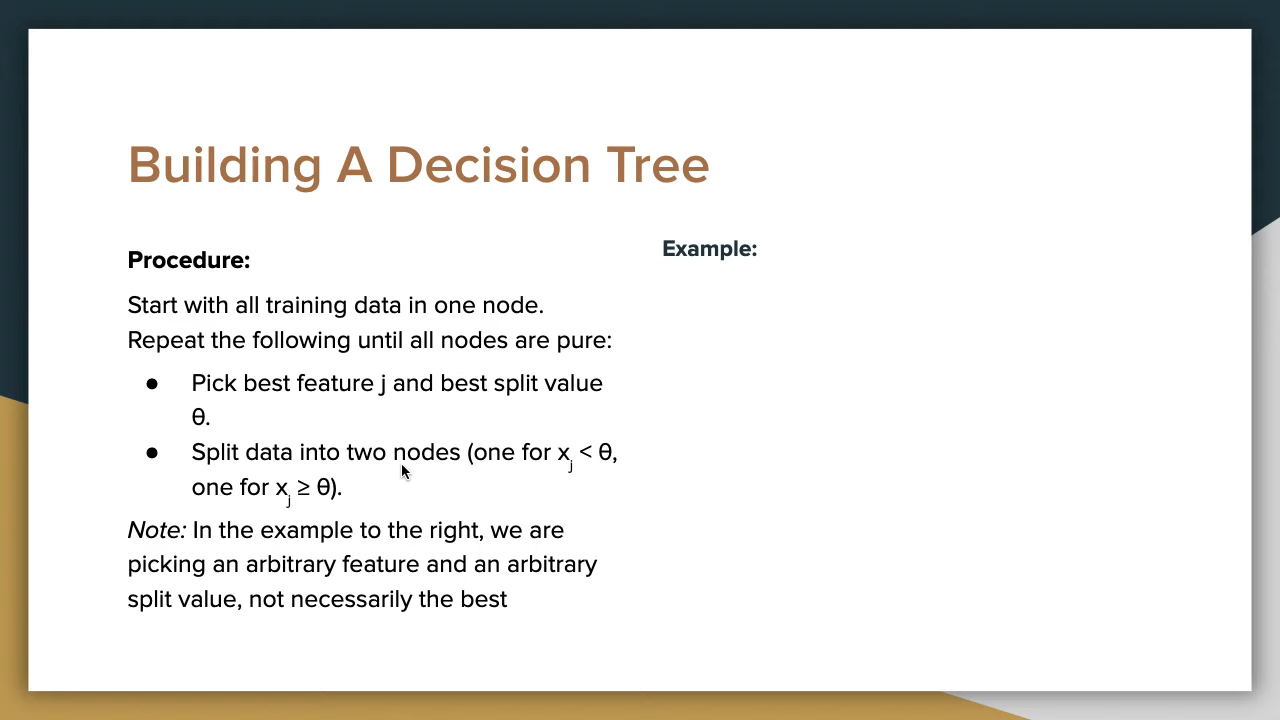 Building A Decision Tree
Procedure:
Start with all training data in one node.
Repeat the following until all nodes are pure:
● Pick best feature j and best split value
θ.
● Split data into two nodes (one for xj < θ,
one for xj ≥ θ).
Note: In the example to the right, we are
picking an arbitrary feature and an arbitrary
split value, not necessarily the best
Example: